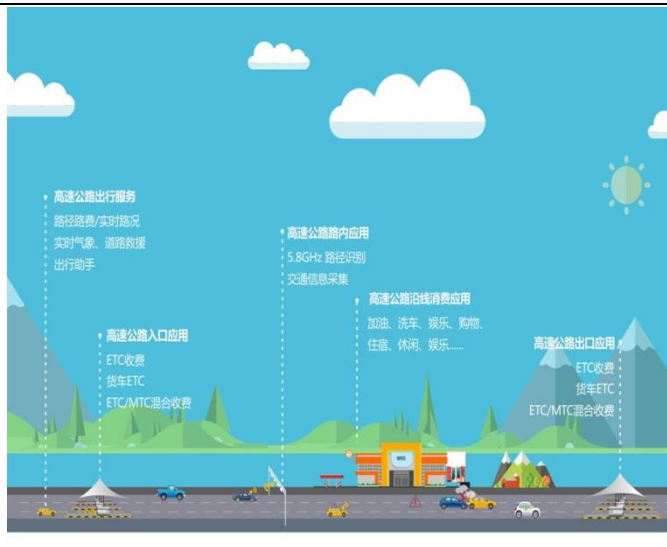 高速公路出行服务
路径路费/实时路况
实时气象、道路救援
出行助手
高速公路入口应用
ETC收费
货车ETC
ETC/MTC混合收费
高速公路路内应用
5.8GHz 路径识别
交通信息采集
高速公路沿线消费应用
加油、洗车、娱乐、购物、
住宿、休闲、娱乐......
高速公路出口应用
ETC收费
货车ETC
ETC/MTC混合收费